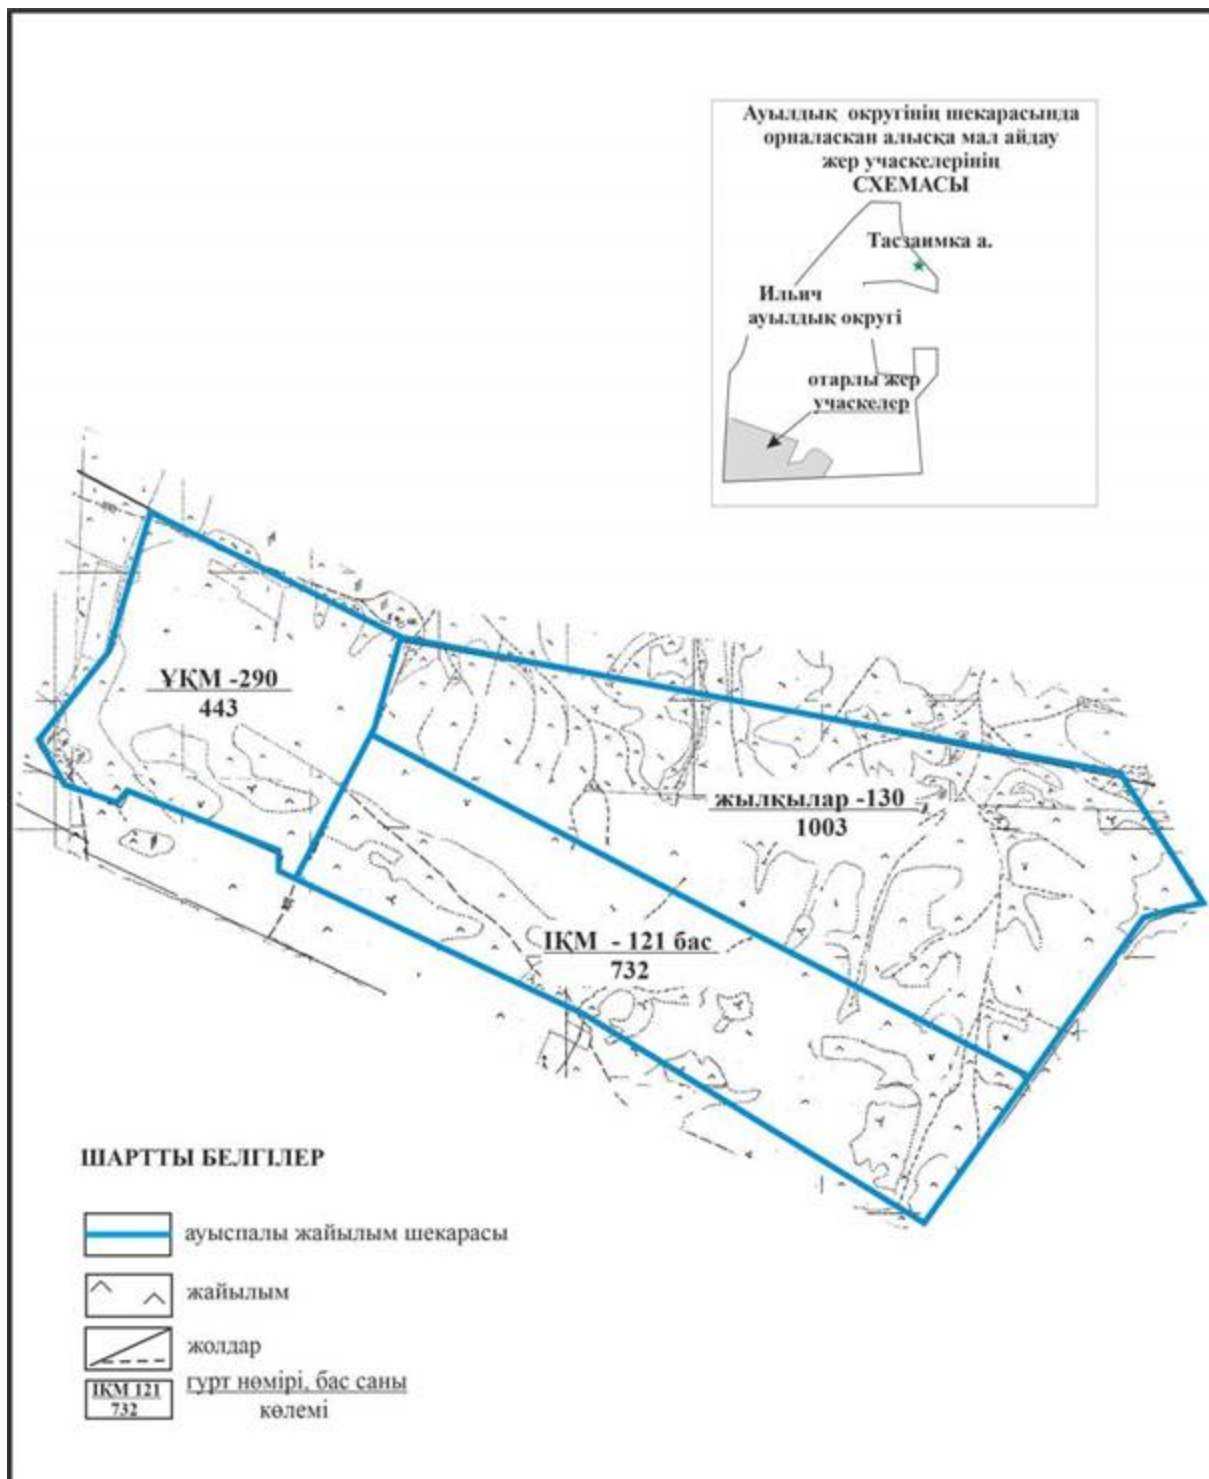 Ауылдық округінің шекарасында
орналаскан алысқа мал айдау
жер учаскелерінің
СХЕМАСЫ
Тасзаимка а.
Ильич
ауылдық округі
отарлы жер
учаскелер
ҰҚМ -290
443
жылқылар -130
1003
ІҚМ - 121 бас
732
ШАРТТЫ БЕЛГІЛЕР
ауыспалы жайылым шекарасы
жайылым
жолдар
ІҚМ 121
732
гурт нөмірі, бас саны
көлемі